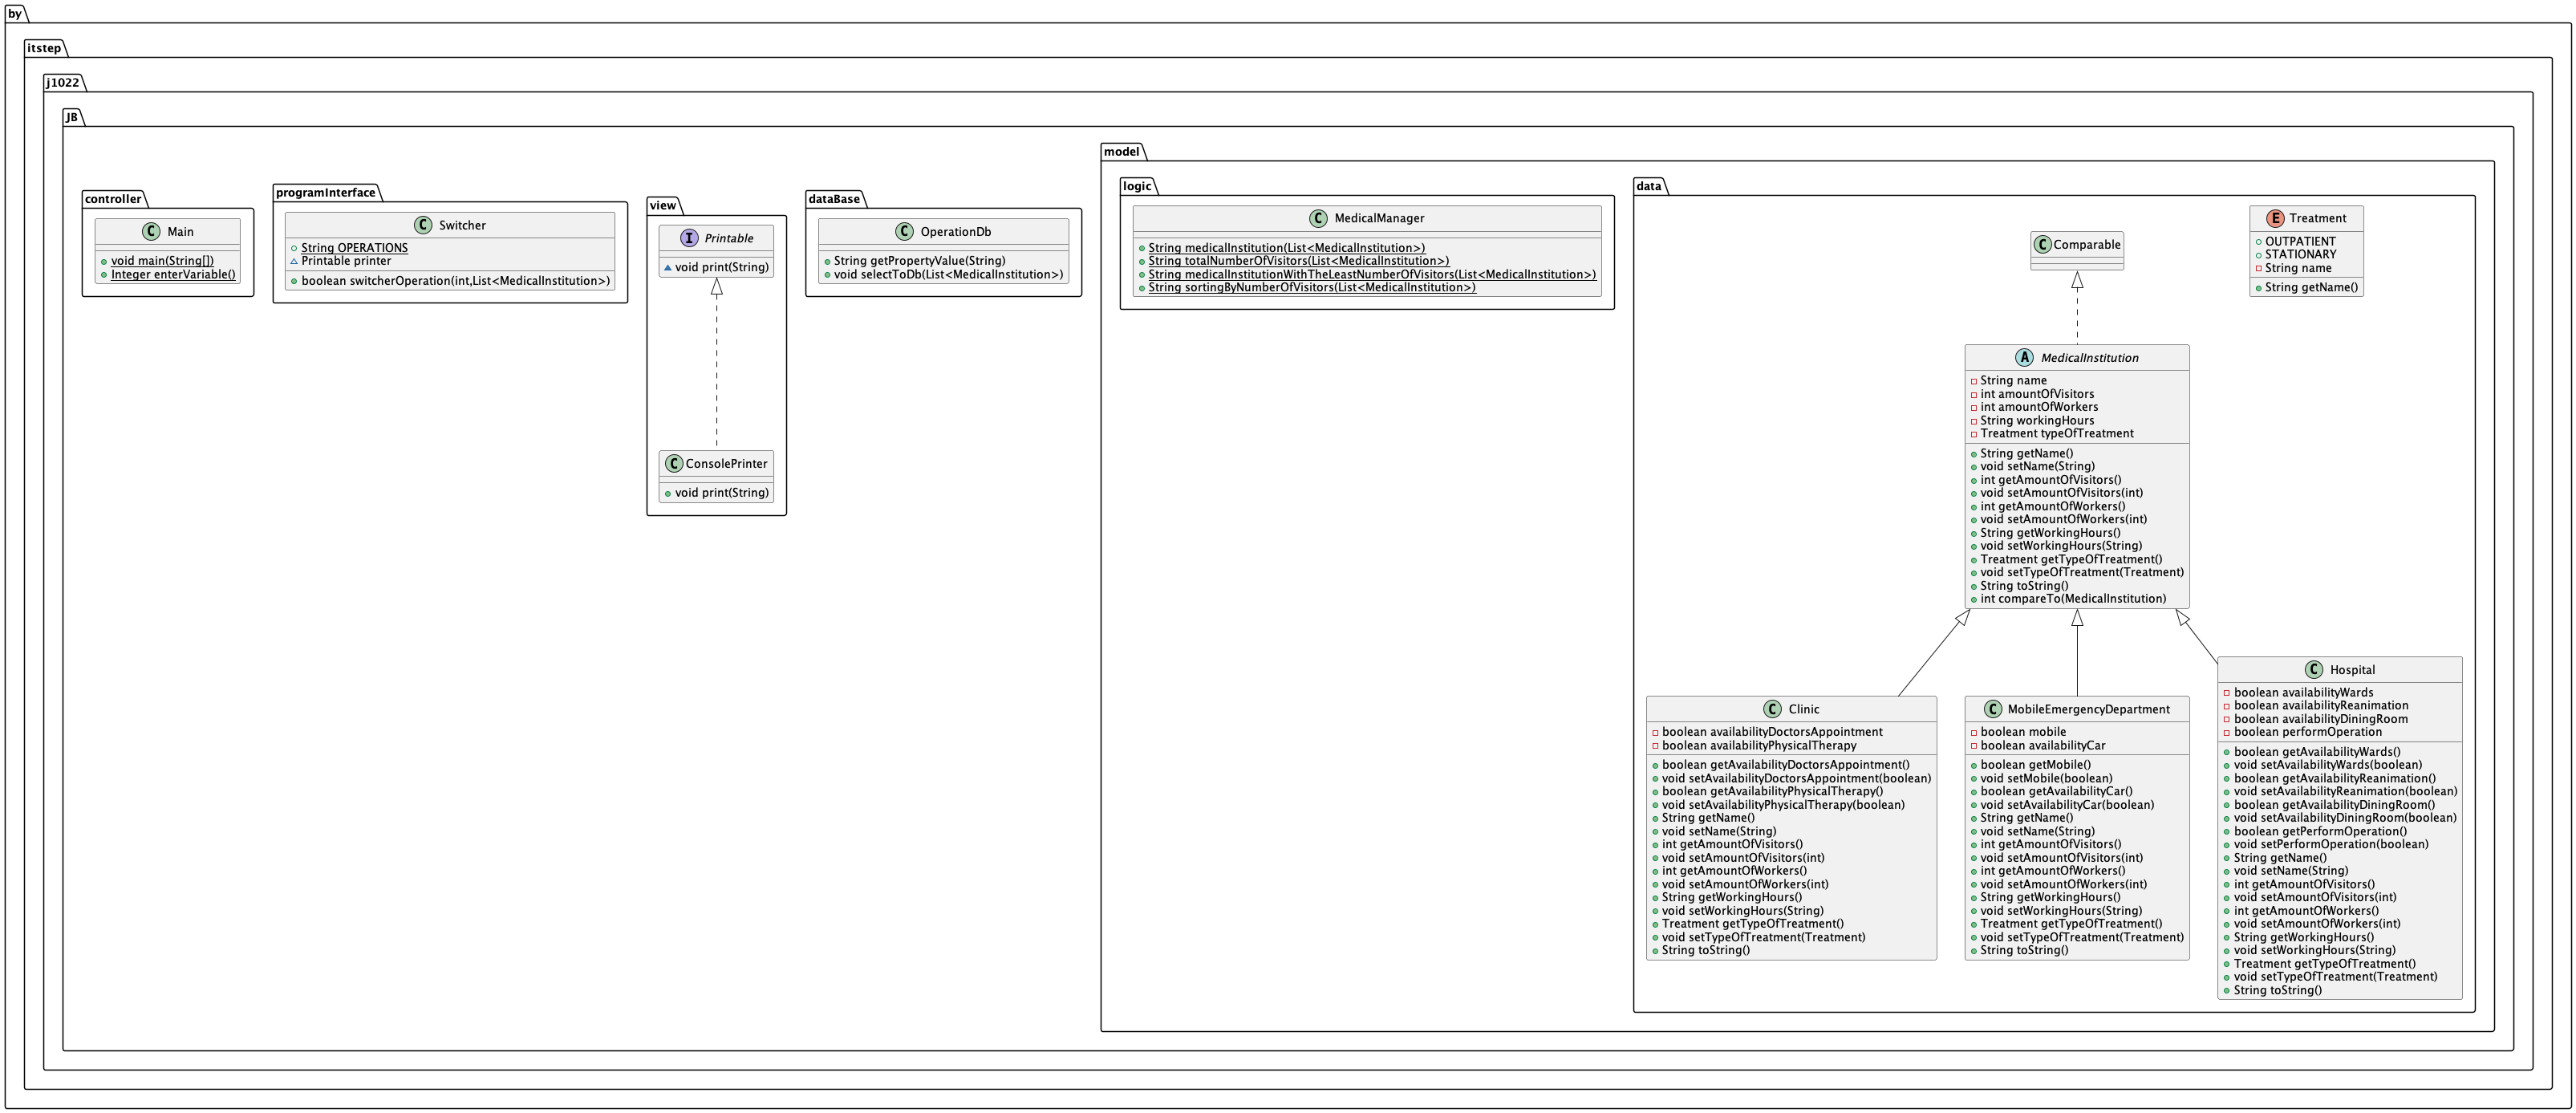 by
itstep
j1022
JB
controller
Main
void main(String[])
Integer enterVariable()
programInterface
Switcher
String OPERATIONS
Printable printer
boolean switcherOperation(int,List<MedicalInstitution>)
view
Printable
void print(String)
ConsolePrinter
void print(String)
dataBase
OperationDb
String getPropertyValue(String)
void selectToDb(List<MedicalInstitution>)
model
logic
MedicalManager
String medicalInstitution(List<MedicalInstitution>)
String totalNumberOfVisitors(List<MedicalInstitution>)
String medicalInstitutionWithTheLeastNumberOfVisitors(List<MedicalInstitution>)
String sortingByNumberOfVisitors(List<MedicalInstitution>)
data
Comparable
Treatment
OUTPATIENT
STATIONARY
String name
String getName()
MedicalInstitution
String name
int amountOfVisitors
int amountOfWorkers
String workingHours
Treatment typeOfTreatment
String getName()
void setName(String)
int getAmountOfVisitors()
void setAmountOfVisitors(int)
int getAmountOfWorkers()
void setAmountOfWorkers(int)
String getWorkingHours()
void setWorkingHours(String)
Treatment getTypeOfTreatment()
void setTypeOfTreatment(Treatment)
String toString()
int compareTo(MedicalInstitution)
Clinic
boolean availabilityDoctorsAppointment
boolean availabilityPhysicalTherapy
boolean getAvailabilityDoctorsAppointment()
void setAvailabilityDoctorsAppointment(boolean)
boolean getAvailabilityPhysicalTherapy()
void setAvailabilityPhysicalTherapy(boolean)
String getName()
void setName(String)
int getAmountOfVisitors()
void setAmountOfVisitors(int)
int getAmountOfWorkers()
void setAmountOfWorkers(int)
String getWorkingHours()
void setWorkingHours(String)
Treatment getTypeOfTreatment()
void setTypeOfTreatment(Treatment)
String toString()
MobileEmergencyDepartment
boolean mobile
boolean availabilityCar
boolean getMobile()
void setMobile(boolean)
boolean getAvailabilityCar()
void setAvailabilityCar(boolean)
String getName()
void setName(String)
int getAmountOfVisitors()
void setAmountOfVisitors(int)
int getAmountOfWorkers()
void setAmountOfWorkers(int)
String getWorkingHours()
void setWorkingHours(String)
Treatment getTypeOfTreatment()
void setTypeOfTreatment(Treatment)
String toString()
Hospital
boolean availabilityWards
boolean availabilityReanimation
boolean availabilityDiningRoom
boolean performOperation
boolean getAvailabilityWards()
void setAvailabilityWards(boolean)
boolean getAvailabilityReanimation()
void setAvailabilityReanimation(boolean)
boolean getAvailabilityDiningRoom()
void setAvailabilityDiningRoom(boolean)
boolean getPerformOperation()
void setPerformOperation(boolean)
String getName()
void setName(String)
int getAmountOfVisitors()
void setAmountOfVisitors(int)
int getAmountOfWorkers()
void setAmountOfWorkers(int)
String getWorkingHours()
void setWorkingHours(String)
Treatment getTypeOfTreatment()
void setTypeOfTreatment(Treatment)
String toString()